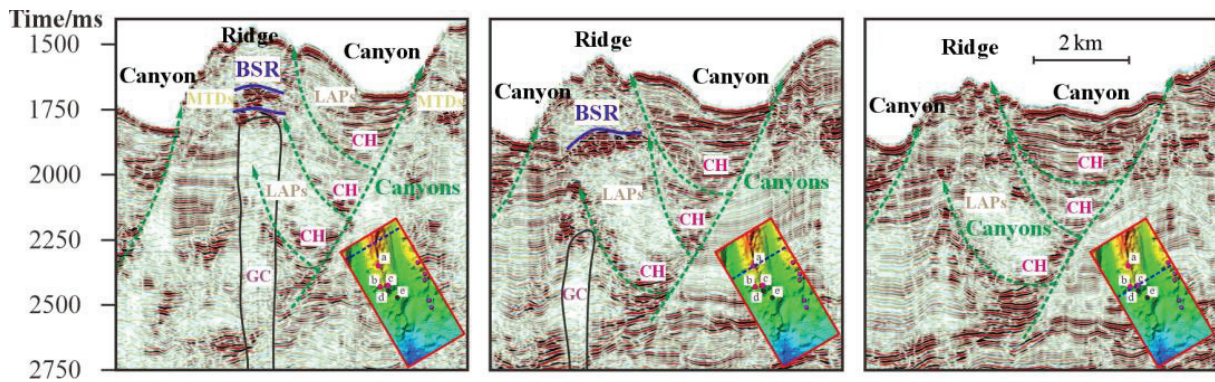 Time/ms
1500
1750
2000
2250
2500
2750
Ridge
Canyon
Canyon
BSR
MTDs
LAPs
MTDs
CH
LAPs
CH
Canyons
CH
GC
a
b
c
d
e
Ridge
Canyon
Canyon
BSR
CH
Canyons
LAPs
CH
CH
GC
a
b
c
d
e
2 km
Ridge
Canyon
Canyon
CH
LAPs
CH
Canyons
CH
a
b
c
d
e